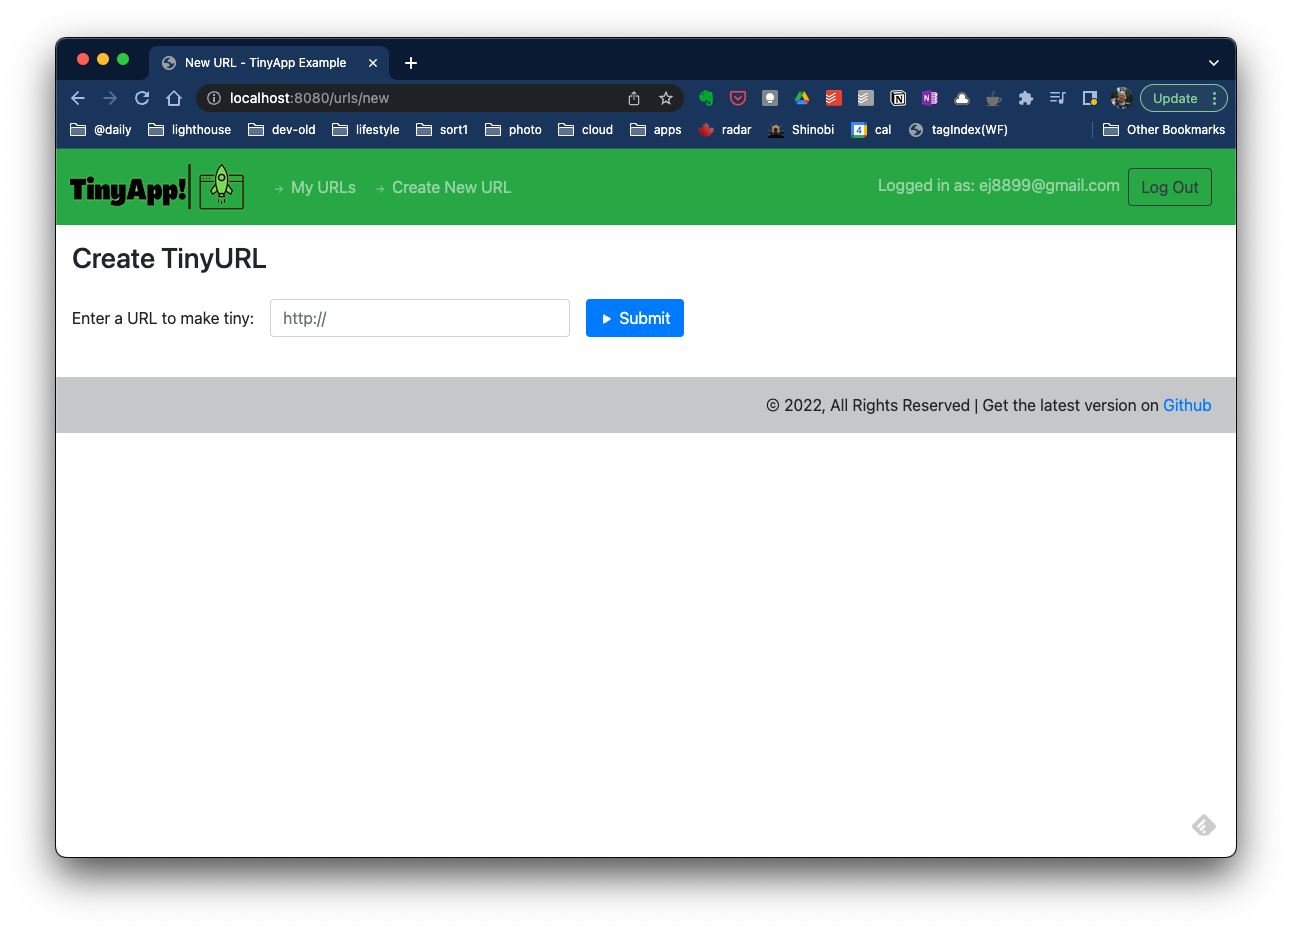 New URL - TinyApp Example
localhost:8080/urls/new
Update
@daily lighthouse dev-old lifestyle sort1 photo cloud apps radar Shinobi 4 cal tagIndex(WF) Other Bookmarks
TinyApp! → My URLs → Create New URL Logged in as: ej8899@gmail.com Log Out
Create TinyURL
Enter a URL to make tiny: http:// Submit
© 2022, All Rights Reserved | Get the latest version on Github